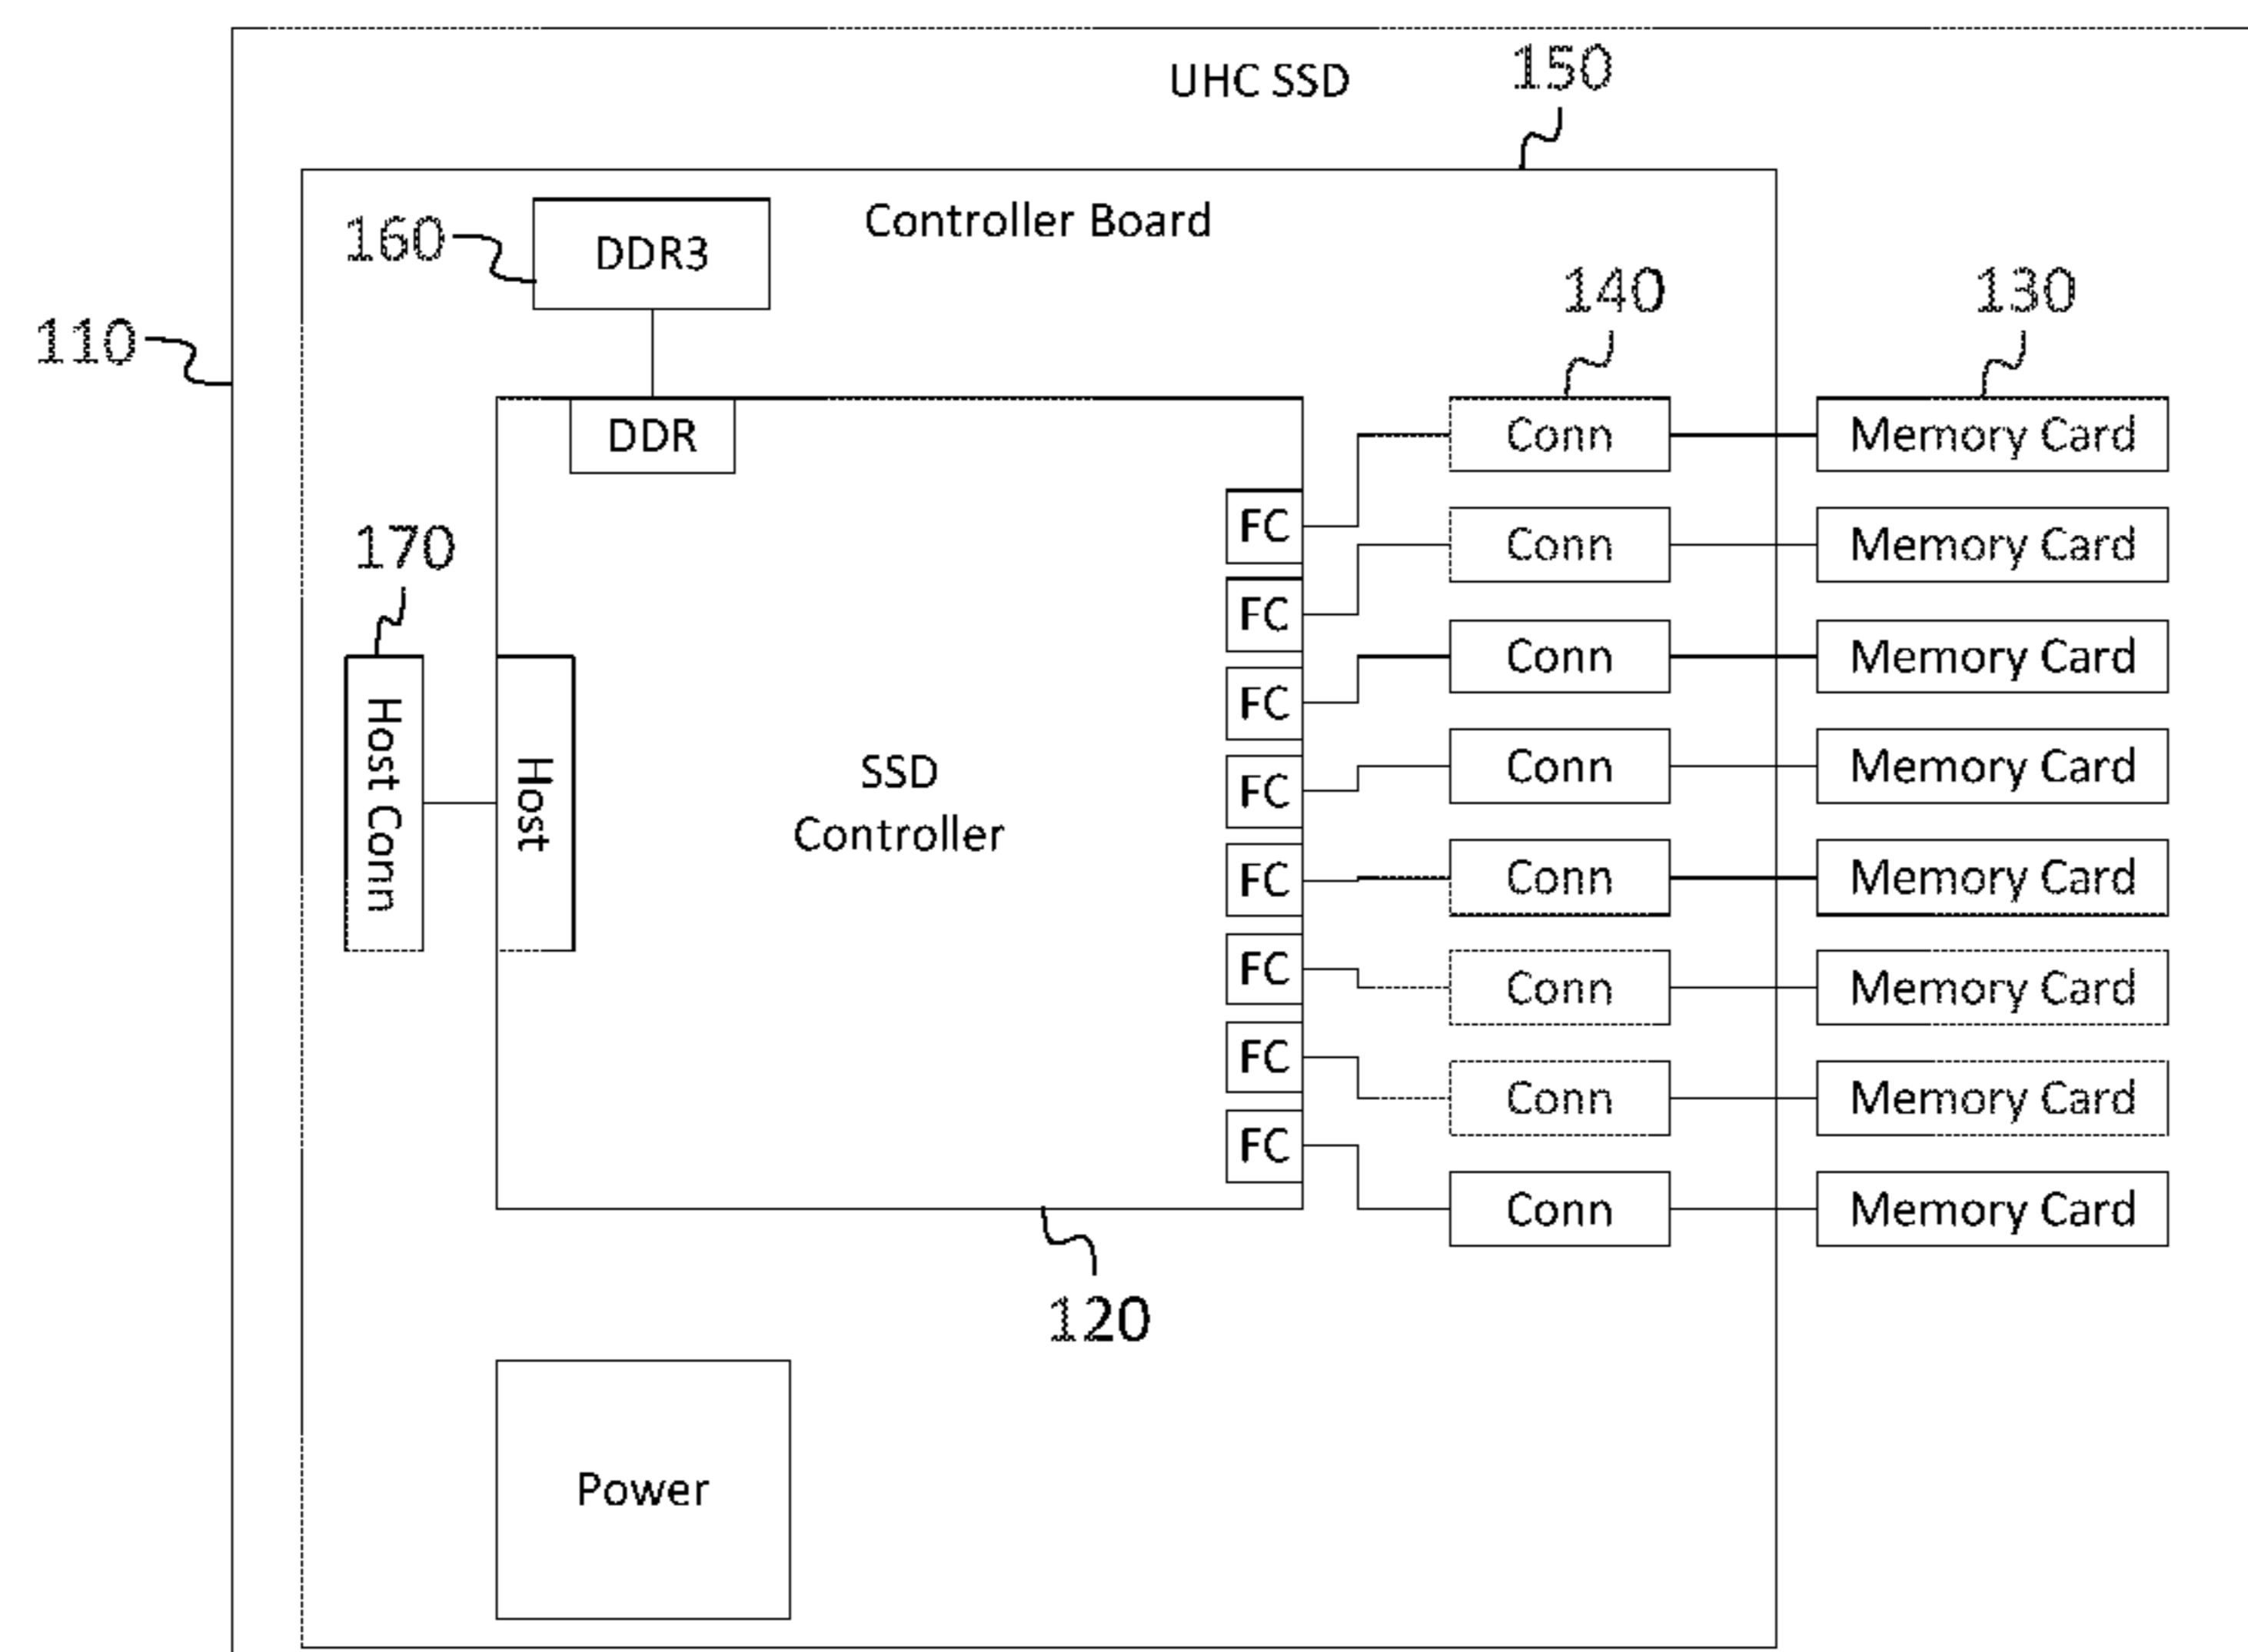 UHC SSD
150
Controller Board
160
DDR3
140
130
110
DDR
Conn
Memory Card
FC
Conn
Memory Card
170
FC
Conn
Memory Card
FC
Host Conn
Host
SSD
Controller
FC
Conn
Memory Card
FC
Conn
Memory Card
FC
Conn
Memory Card
FC
Conn
Memory Card
FC
Conn
Memory Card
120
Power